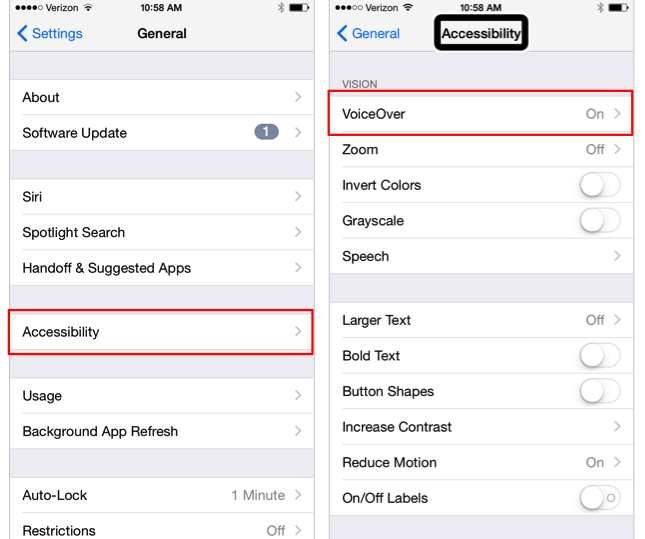 Verizon 10:58 AM
Settings General
About
Software Update 1
Siri
Spotlight Search
Handoff & Suggested Apps
Accessibility
Usage
Background App Refresh
Auto-Lock 1 Minute
Restrictions Off
Verizon 10:58 AM
General Accessibility
VISION
VoiceOver On
Zoom Off
Invert Colors
Grayscale
Speech
Larger Text Off
Bold Text
Button Shapes
Increase Contrast
Reduce Motion On
On/Off Labels